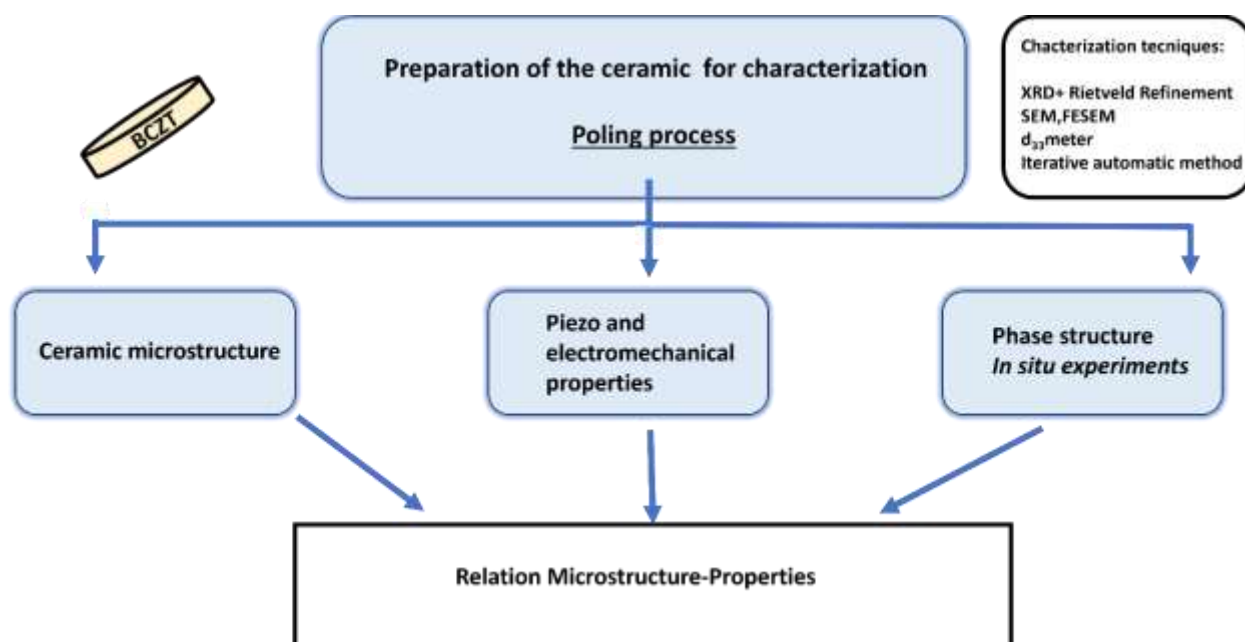 Preparation of the ceramic for characterization
Poling process
BCZT
Chacterization tecniques:
XRD+ Rietveld Refinement
SEM,FESEM
d₃₃meter
Iterative automatic method
Ceramic microstructure
Piezo and
electromechanical
properties
Phase structure
In situ experiments
Relation Microstructure-Properties